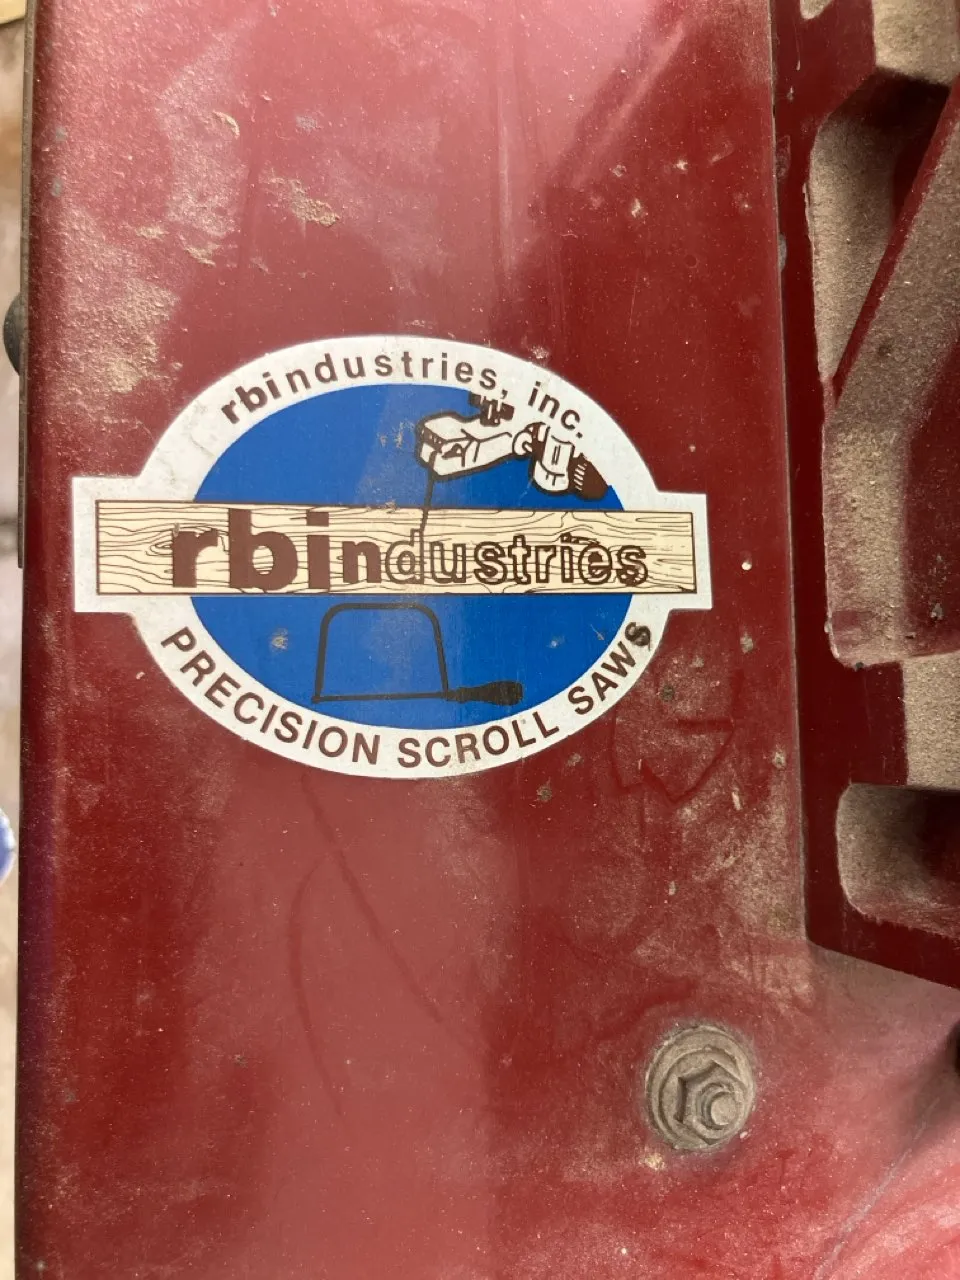 rbindustries, inc.
rbindustries
PRECISION SCROLL SAWS